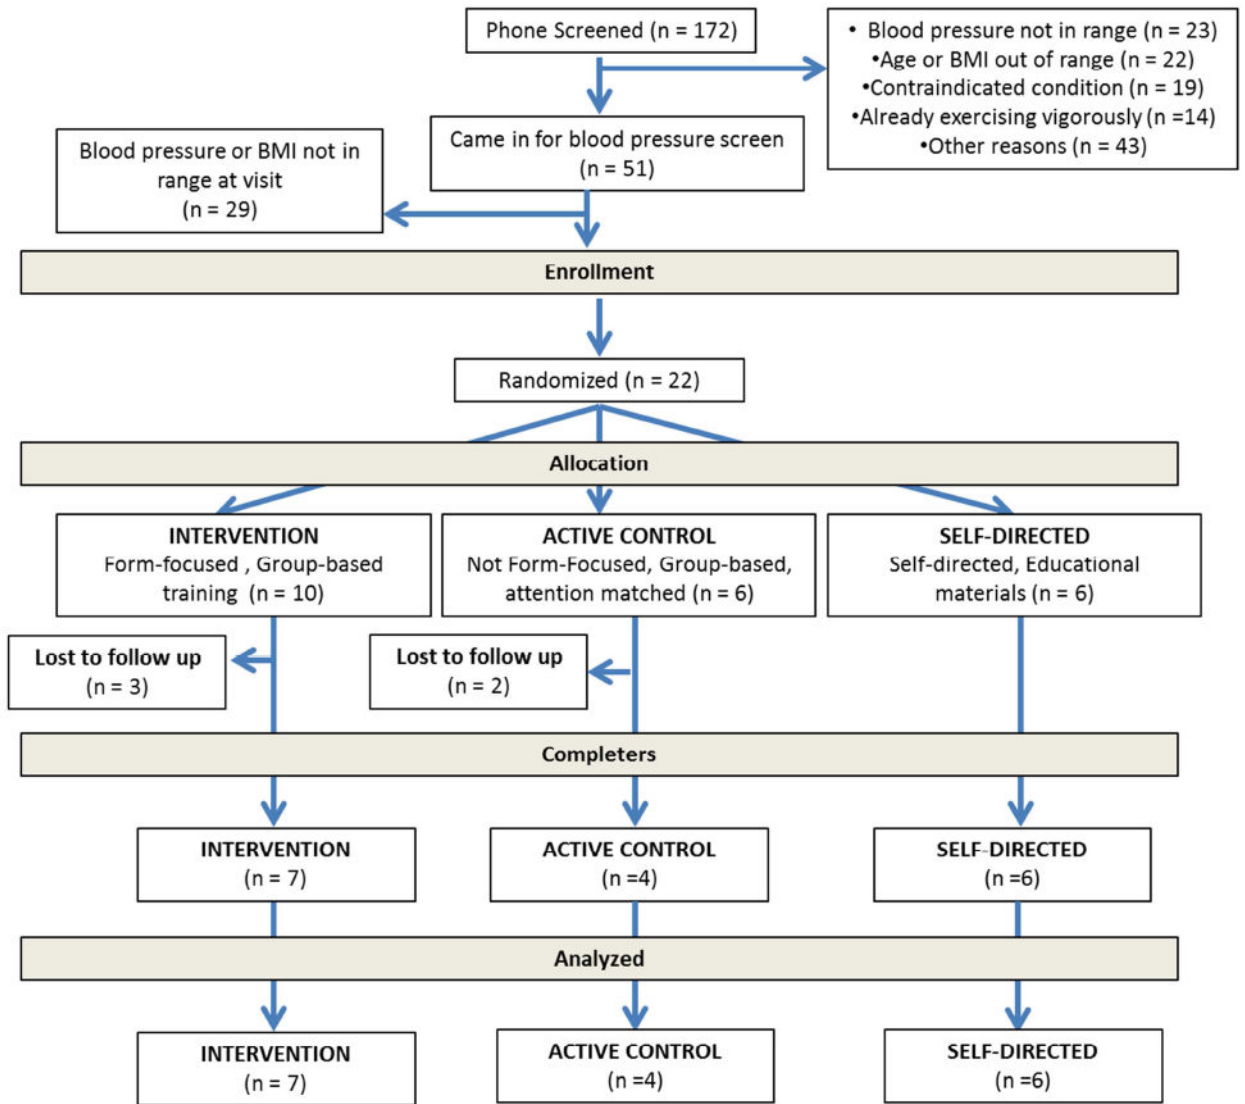 Phone Screened (n = 172)
• Blood pressure not in range (n = 23)
•Age or BMI out of range (n = 22)
•Contraindicated condition (n = 19)
•Already exercising vigorously (n =14)
•Other reasons (n = 43)
Came in for blood pressure screen
(n = 51)
Blood pressure or BMI not in
range at visit
(n = 29)
Enrollment
Randomized (n = 22)
Allocation
INTERVENTION
Form-focused , Group-based
training (n = 10)
ACTIVE CONTROL
Not Form-Focused, Group-based,
attention matched (n = 6)
SELF-DIRECTED
Self-directed, Educational
materials (n = 6)
Lost to follow up
(n = 3)
Lost to follow up
(n = 2)
Completers
INTERVENTION
(n = 7)
ACTIVE CONTROL
(n =4)
SELF-DIRECTED
(n =6)
Analyzed
INTERVENTION
(n = 7)
ACTIVE CONTROL
(n =4)
SELF-DIRECTED
(n =6)